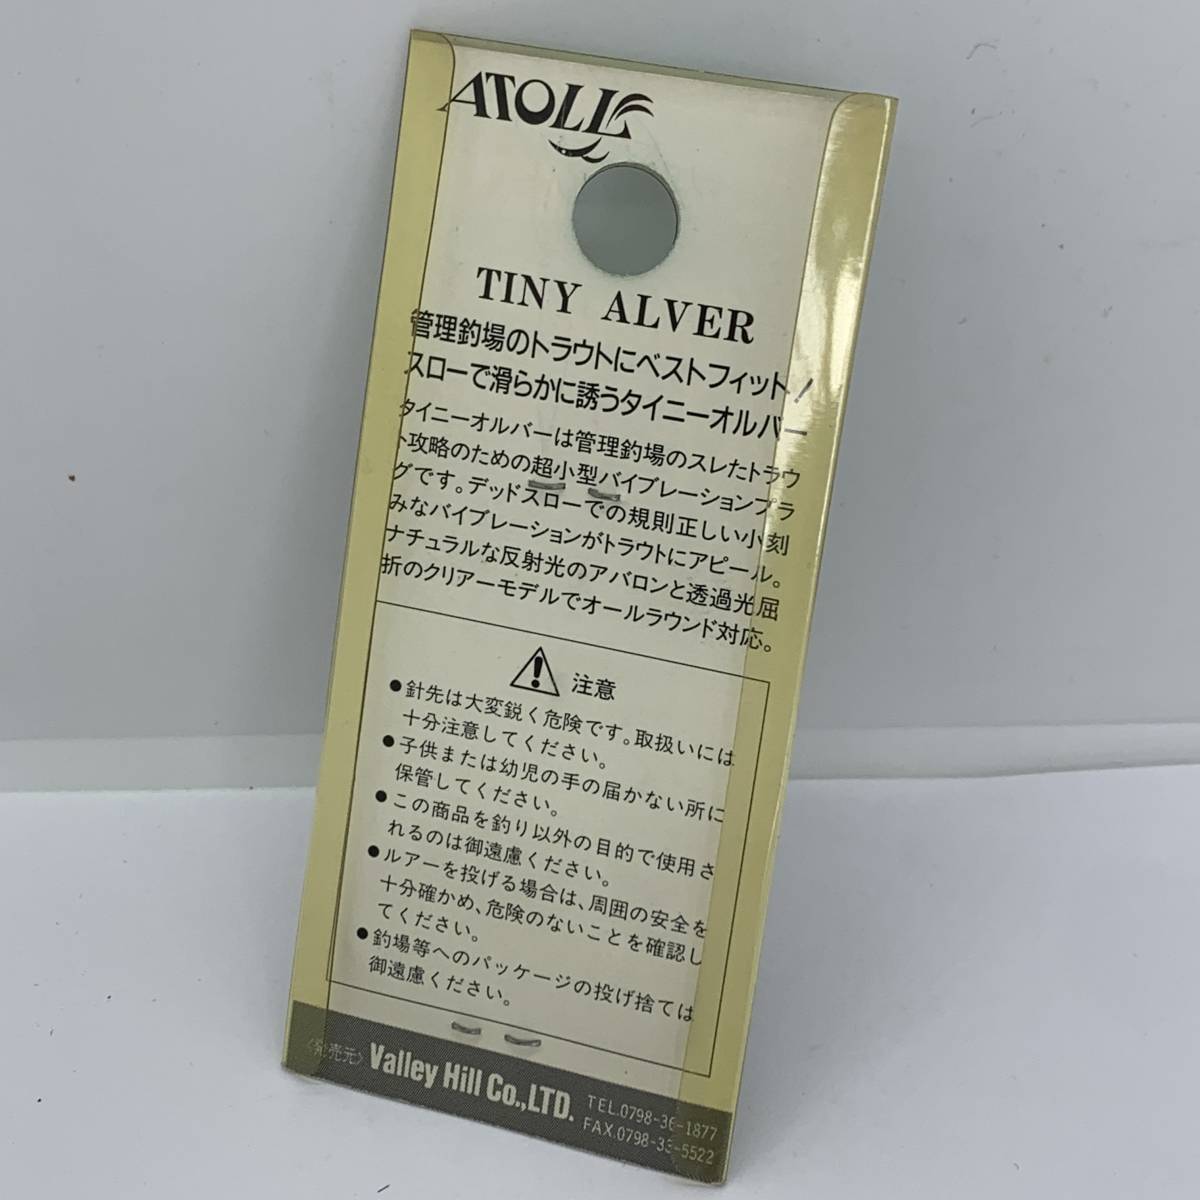 ATOLL
TINY ALVER
管理釣場のトラウトにベストフィット!
スローで滑らかに誘うタイニーオルバー
タイニーオルバーは管理釣場のスレたトラウ
ト攻略のための超小型バイブレーションプラ
グです。デッドスローでの規則正しい小刻
みなバイブレーションがトラウトにアピール。
ナチュラルな反射光のアバロンと透過光屈
折のクリアーモデルでオールラウンド対応。
注意
●針先は大変鋭く危険です。取扱いには
十分注意してください。
●子供または幼児の手の届かない所に
保管してください。
●この商品を釣り以外の目的で使用さ
れるのは御遠慮ください。
●ルアーを投げる場合は、周囲の安全を
十分確かめ、危険のないことを確認し
てください。
●釣場等へのパッケージの投げ捨ては
御遠慮ください。
〈発売元〉 Valley Hill Co.,LTD. TEL.0798-36-1877
FAX.0798-33-5522